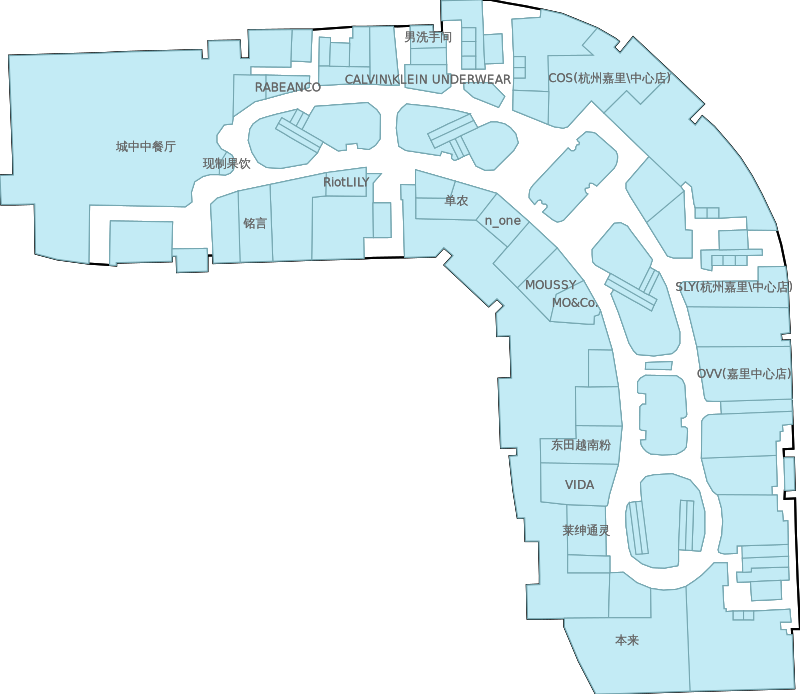 男洗手间
CALVIN\KLEIN UNDERWEAR
COS(杭州嘉里\中心店)
RABEANCO
城中中餐厅
现制果饮
RiotLILY
单农
铭言
n_one
MOUSSY
SLY(杭州嘉里\中心店)
MO&Co.
OVV(嘉里中心店)
东田越南粉
VIDA
莱绅通灵
本来